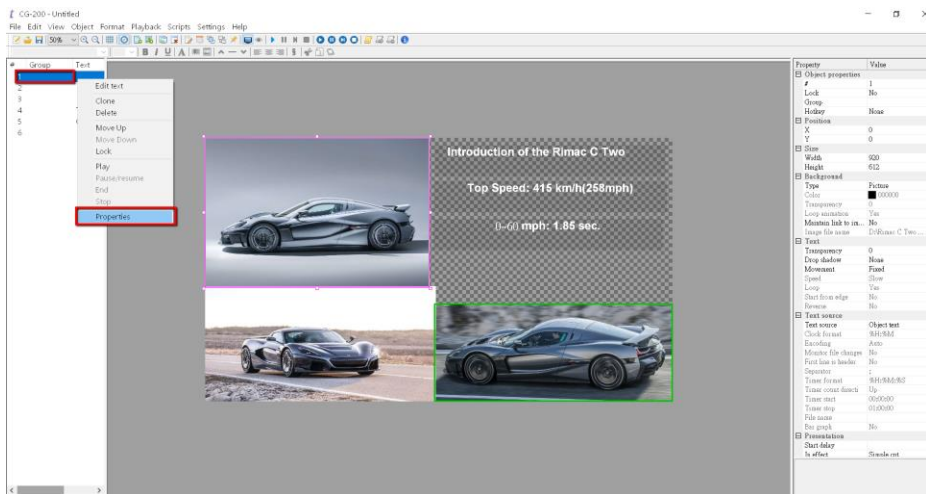 CG-200 - Untitled
File Edit View Object Format Playback Scripts Settings Help
50%
B I U A
# Group Text
1
2
3
4
5
6
Edit text
Clone
Delete
Move Up
Move Down
Lock
Play
Pause/resume
End
Stop
Properties
Introduction of the Rimac C Two
Top Speed: 415 km/h(258mph)
0-60 mph: 1.85 sec.
Property Value
Object properties
# 1
Lock No
Group
Hotkey None
Position
X 0
Y 0
Size
Width 920
Height 612
Background
Type Picture
Color 000000
Transparency 0
Loop animation Yes
Maintain link to im... No
Image file name D:\Rimac C Two...
Text
Transparency 0
Drop shadow None
Movement Fixed
Speed Slow
Loop Yes
Start from edge No
Reverse No
Text source
Text source Object text
Clock format %H:%M
Encoding Auto
Monitor file changes No
First line is header No
Separator ;
Timer format %H:%M:%S
Timer count directi Up
Timer start 00:00:00
Timer stop 01:00:00
File name
Bar graph No
Presentation
Start delay
In effect Simple cut